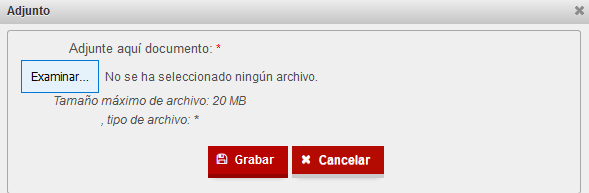 Adjunto
Adjunte aquí documento: *
Examinar... No se ha seleccionado ningún archivo.
Tamaño máximo de archivo: 20 MB
, tipo de archivo: *
Grabar Cancelar